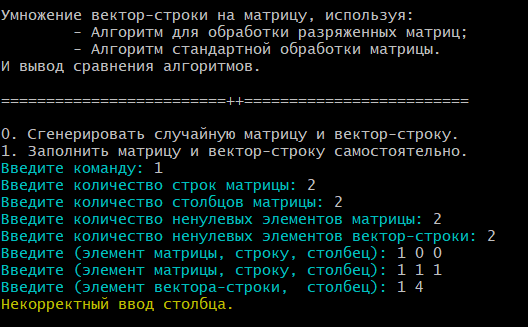 Умножение вектор-строки на матрицу, используя:
- Алгоритм для обработки разряженных матриц;
- Алгоритм стандартной обработки матрицы.
И вывод сравнения алгоритмов.
=========================++=========================
0. Сгенерировать случайную матрицу и вектор-строку.
1. Заполнить матрицу и вектор-строку самостоятельно.
Введите команду: 1
Введите количество строк матрицы: 2
Введите количество столбцов матрицы: 2
Введите количество ненулевых элементов матрицы: 2
Введите количество ненулевых элементов вектор-строки: 2
Введите (элемент матрицы, строку, столбец): 1 0 0
Введите (элемент матрицы, строку, столбец): 1 1 1
Введите (элемент вектора-строки,  столбец): 1 4
Некорректный ввод столбца.